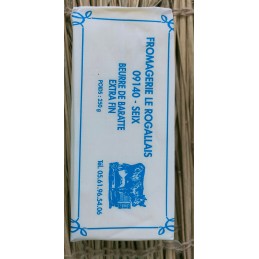 FROMAGERIE LE ROGALLAIS
09140 - SEIX
BEURRE DE BARATTE
EXTRA FIN
POIDS : 250 g
Tél. 05.61.96.54.06